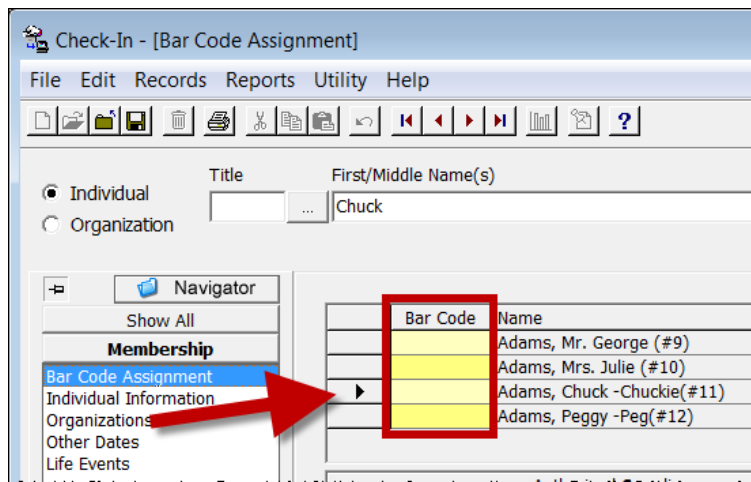 Check-In - [Bar Code Assignment]
File Edit Records Reports Utility Help
Title First/Middle Name(s)
Individual
... Chuck
Organization
Navigator
Show All
Membership
Bar Code Assignment
Individual Information
Organizations
Other Dates
Life Events
Bar Code Name
Adams, Mr. George (#9)
Adams, Mrs. Julie (#10)
Adams, Chuck -Chuckie(#11)
Adams, Peggy -Peg(#12)